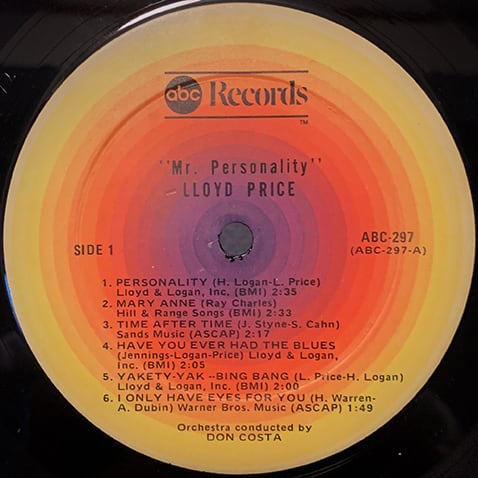 abc Records
TM
"Mr. Personality"
LLOYD PRICE
SIDE 1
ABC-297
(ABC-297-A)
1. PERSONALITY (H. Logan-L. Price)
Lloyd & Logan, Inc. (BMI) 2:35
2. MARY ANNE (Ray Charles)
Hill & Range Songs (BMI) 2:33
3. TIME AFTER TIME (J. Styne-S. Cahn)
Sands Music (ASCAP) 2:17
4. HAVE YOU EVER HAD THE BLUES
(Jennings-Logan-Price) Lloyd & Logan,
Inc. (BMI) 2:05
5. YAKETY-YAK--BING BANG (L. Price-H. Logan)
Lloyd & Logan, Inc. (BMI) 2:00
6. I ONLY HAVE EYES FOR YOU (H. Warren-
A. Dubin) Warner Bros. Music (ASCAP) 1:49
Orchestra conducted by
DON COSTA